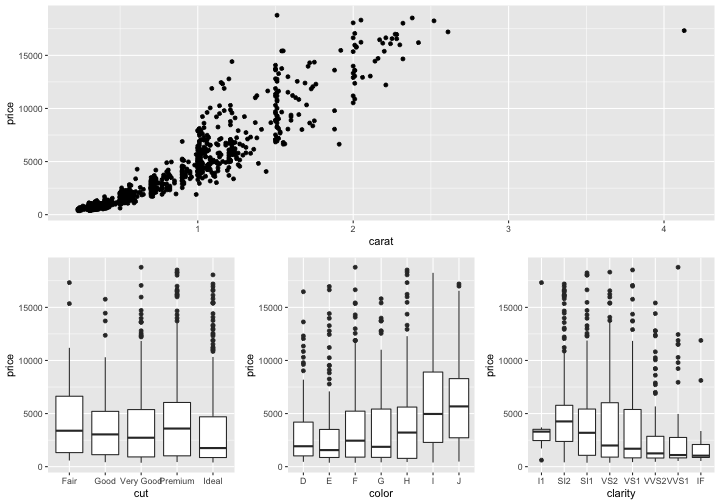 price
15000
10000
5000
0
1 2 3 4
carat
price
15000
10000
5000
0
Fair Good Very Good Premium Ideal
cut
price
15000
10000
5000
0
D E F G H I J
color
price
15000
10000
5000
0
I1 SI2 SI1 VS2 VS1 VVS2 VVS1 IF
clarity